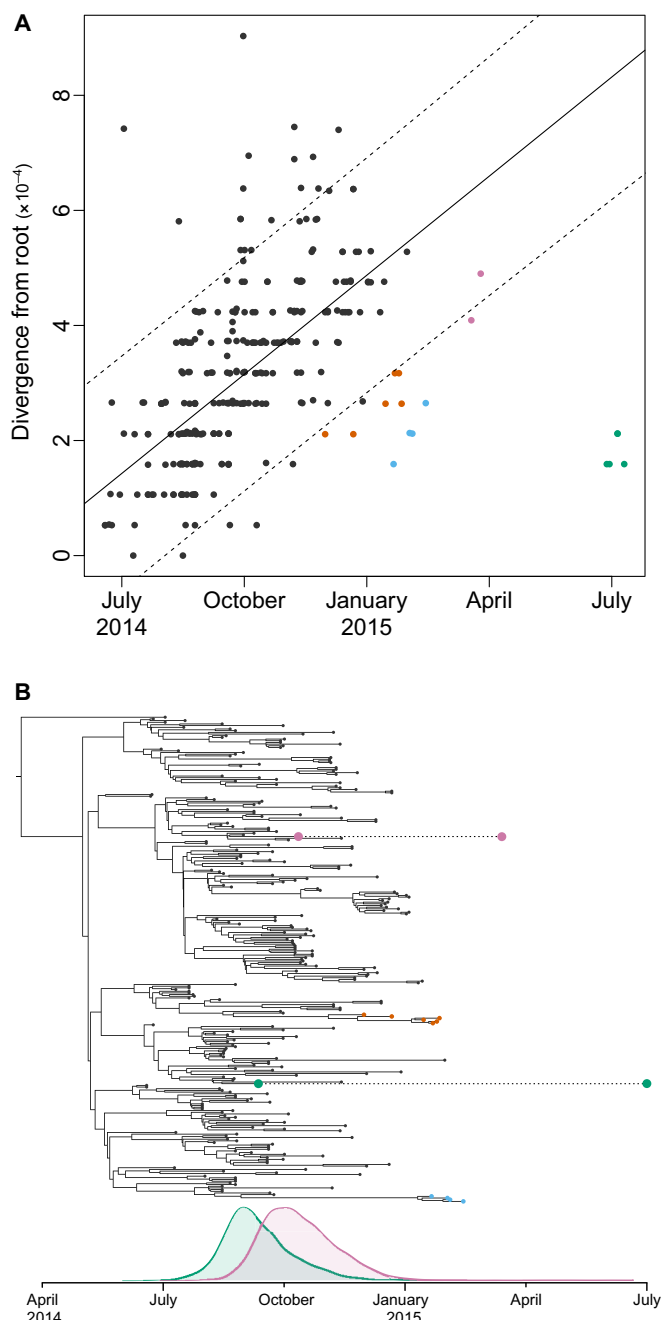 A
Divergence from root (× 10⁻⁴)
8
6
4
2
0
July October January April July
2014 2015
B
April July October January April July
2014 2015